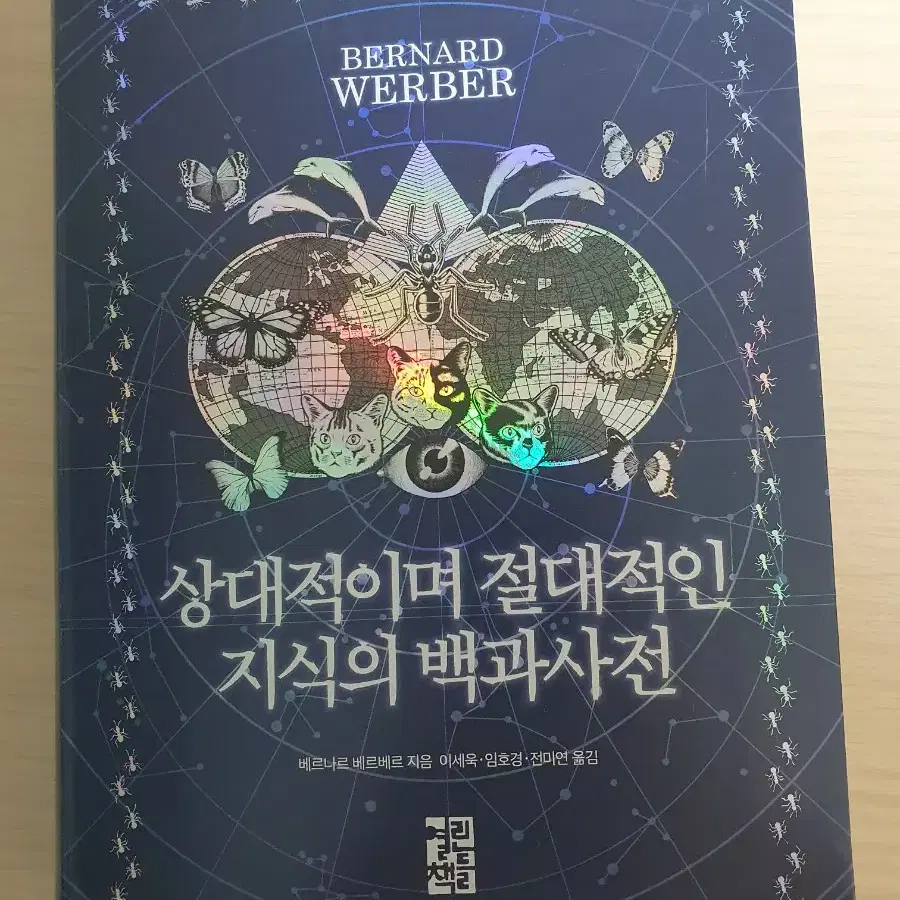 BERNARD
WERBER
상대적이며 절대적인
지식의 백과사전
베르나르 베르베르 지음 이세욱·임호경·전미연 옮김
열린책들